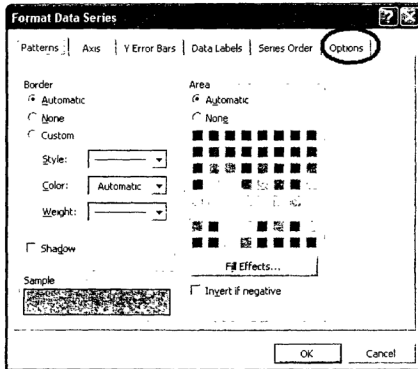 Format Data Series
Patterns Axis Y Error Bars Data Labels Series Order Options
Border
Automatic
None
Custom
Style:
Color: Automatic
Weight:
Shadow
Sample
Area
Automatic
None
Fill Effects...
Invert if negative
OK Cancel